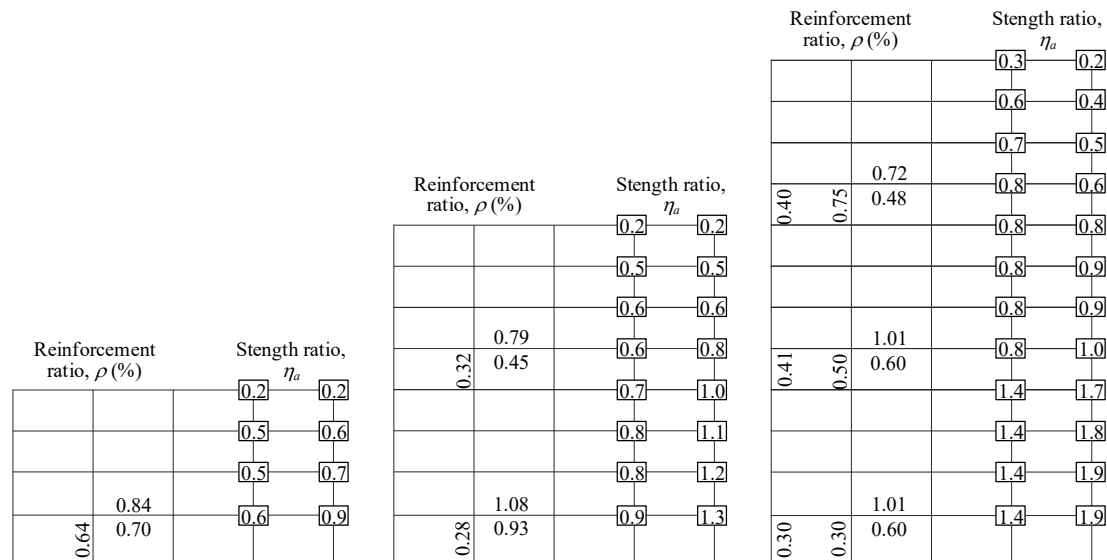 Reinforcement
ratio, ρ (%)
Stength ratio,
ηa
0.2 0.2
0.5 0.6
0.5 0.7
0.84
0.6 0.9
0.64
0.70
Reinforcement
ratio, ρ (%)
Stength ratio,
ηa
0.2 0.2
0.5 0.5
0.6 0.6
0.79
0.6 0.8
0.32
0.45
0.7 1.0
0.8 1.1
0.8 1.2
1.08
0.9 1.3
0.28
0.93
Reinforcement
ratio, ρ (%)
Stength ratio,
ηa
0.3 0.2
0.6 0.4
0.7 0.5
0.72
0.8 0.6
0.40 0.75 0.48
0.8 0.8
0.8 0.9
0.8 0.9
1.01
0.8 1.0
0.41 0.50 0.60
1.4 1.7
1.4 1.8
1.4 1.9
1.01
1.4 1.9
0.30 0.30 0.60